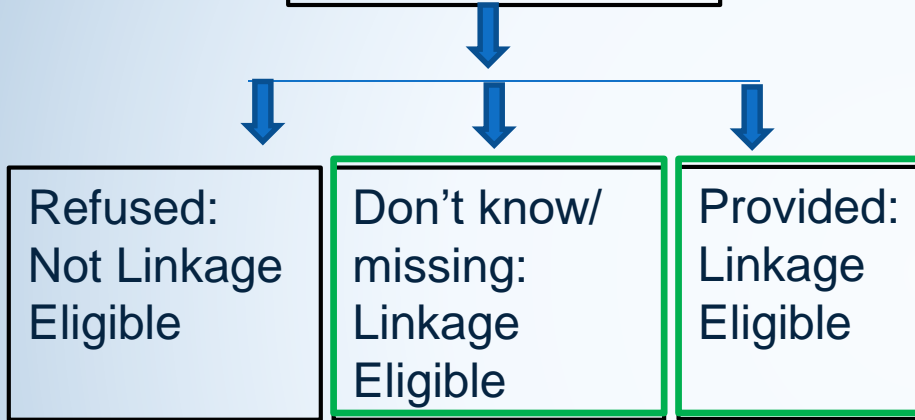 Refused:
Not Linkage
Eligible
Don’t know/
missing:
Linkage
Eligible
Provided:
Linkage
Eligible